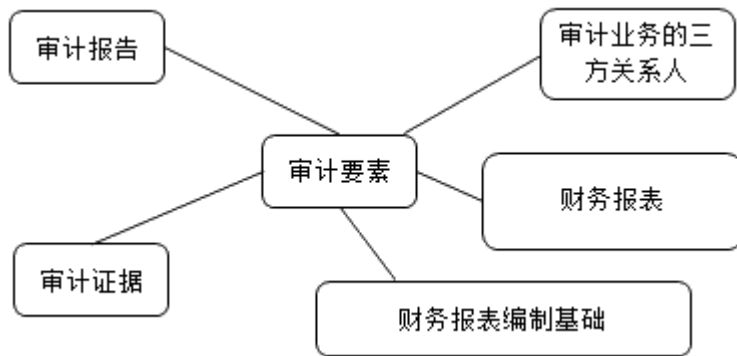 审计报告
审计业务的三
方关系人
审计要素
财务报表
审计证据
财务报表编制基础